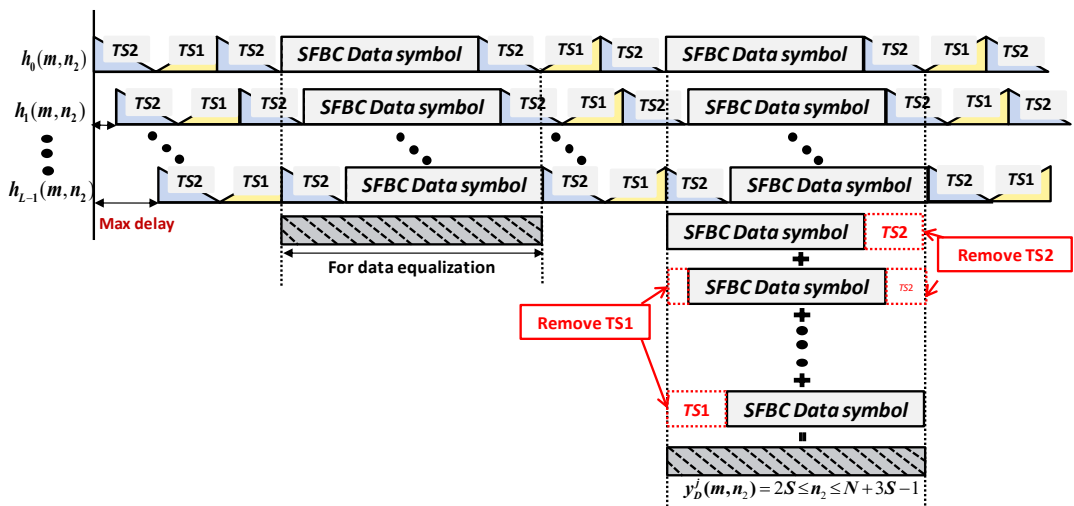 h₀(m,n₂) TS2 TS1 TS2 SFBC Data symbol TS2 TS1 TS2 SFBC Data symbol TS2 TS1 TS2
h₁(m,n₂) TS2 TS1 TS2 SFBC Data symbol TS2 TS1 TS2 SFBC Data symbol TS2 TS1 TS2
h_{L-1}(m,n₂) TS2 TS1 TS2 SFBC Data symbol TS2 TS1 TS2 SFBC Data symbol TS2 TS1
Max delay
For data equalization
SFBC Data symbol TS2
Remove TS2
+
SFBC Data symbol TS2
Remove TS1
+
+
TS1 SFBC Data symbol
=
y_D^j(m,n₂) = 2S ≤ n₂ ≤ N+3S−1